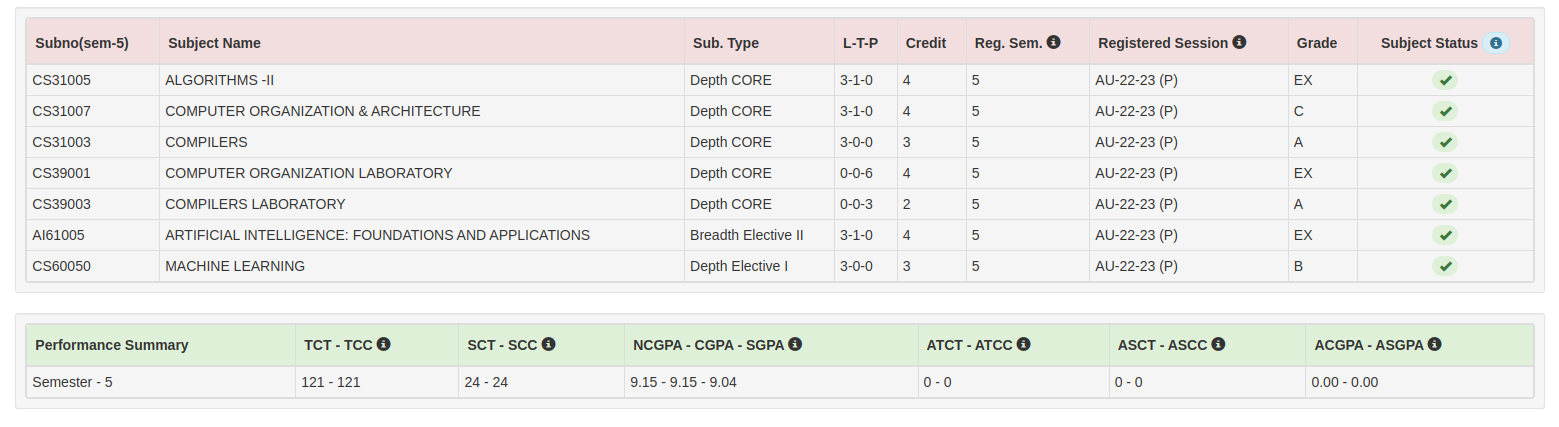 Subno(sem-5) Subject Name Sub. Type L-T-P Credit Reg. Sem. Registered Session Grade Subject Status
CS31005 ALGORITHMS -II Depth CORE 3-1-0 4 5 AU-22-23 (P) EX
CS31007 COMPUTER ORGANIZATION & ARCHITECTURE Depth CORE 3-1-0 4 5 AU-22-23 (P) C
CS31003 COMPILERS Depth CORE 3-0-0 3 5 AU-22-23 (P) A
CS39001 COMPUTER ORGANIZATION LABORATORY Depth CORE 0-0-6 4 5 AU-22-23 (P) EX
CS39003 COMPILERS LABORATORY Depth CORE 0-0-3 2 5 AU-22-23 (P) A
AI61005 ARTIFICIAL INTELLIGENCE: FOUNDATIONS AND APPLICATIONS Breadth Elective II 3-1-0 4 5 AU-22-23 (P) EX
CS60050 MACHINE LEARNING Depth Elective I 3-0-0 3 5 AU-22-23 (P) B
Performance Summary TCT - TCC SCT - SCC NCGPA - CGPA - SGPA ATCT - ATCC ASCT - ASCC ACGPA - ASGPA
Semester - 5 121 - 121 24 - 24 9.15 - 9.15 - 9.04 0 - 0 0 - 0 0.00 - 0.00